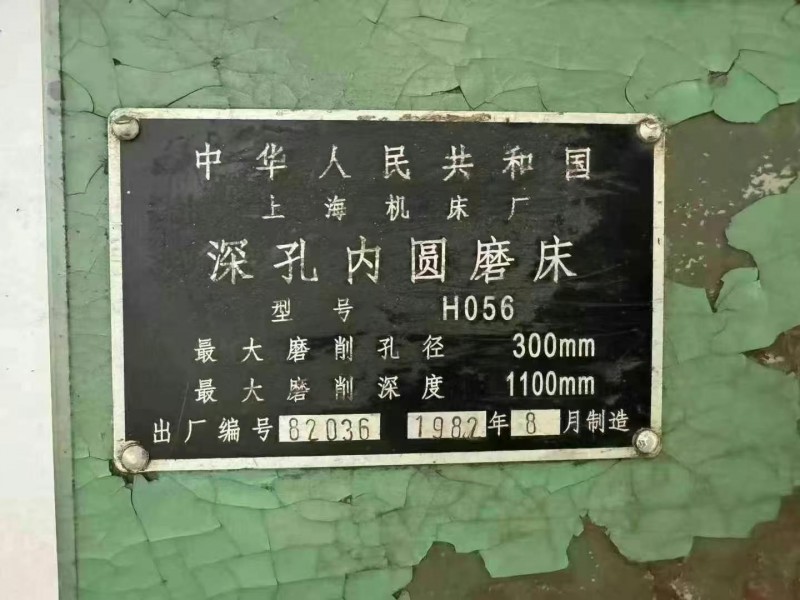 中华人民共和国
上海机床厂
深孔内圆磨床
型号 H056
最大磨削孔径 300mm
最大磨削深度 1100mm
出厂编号 82036 1982年8月制造